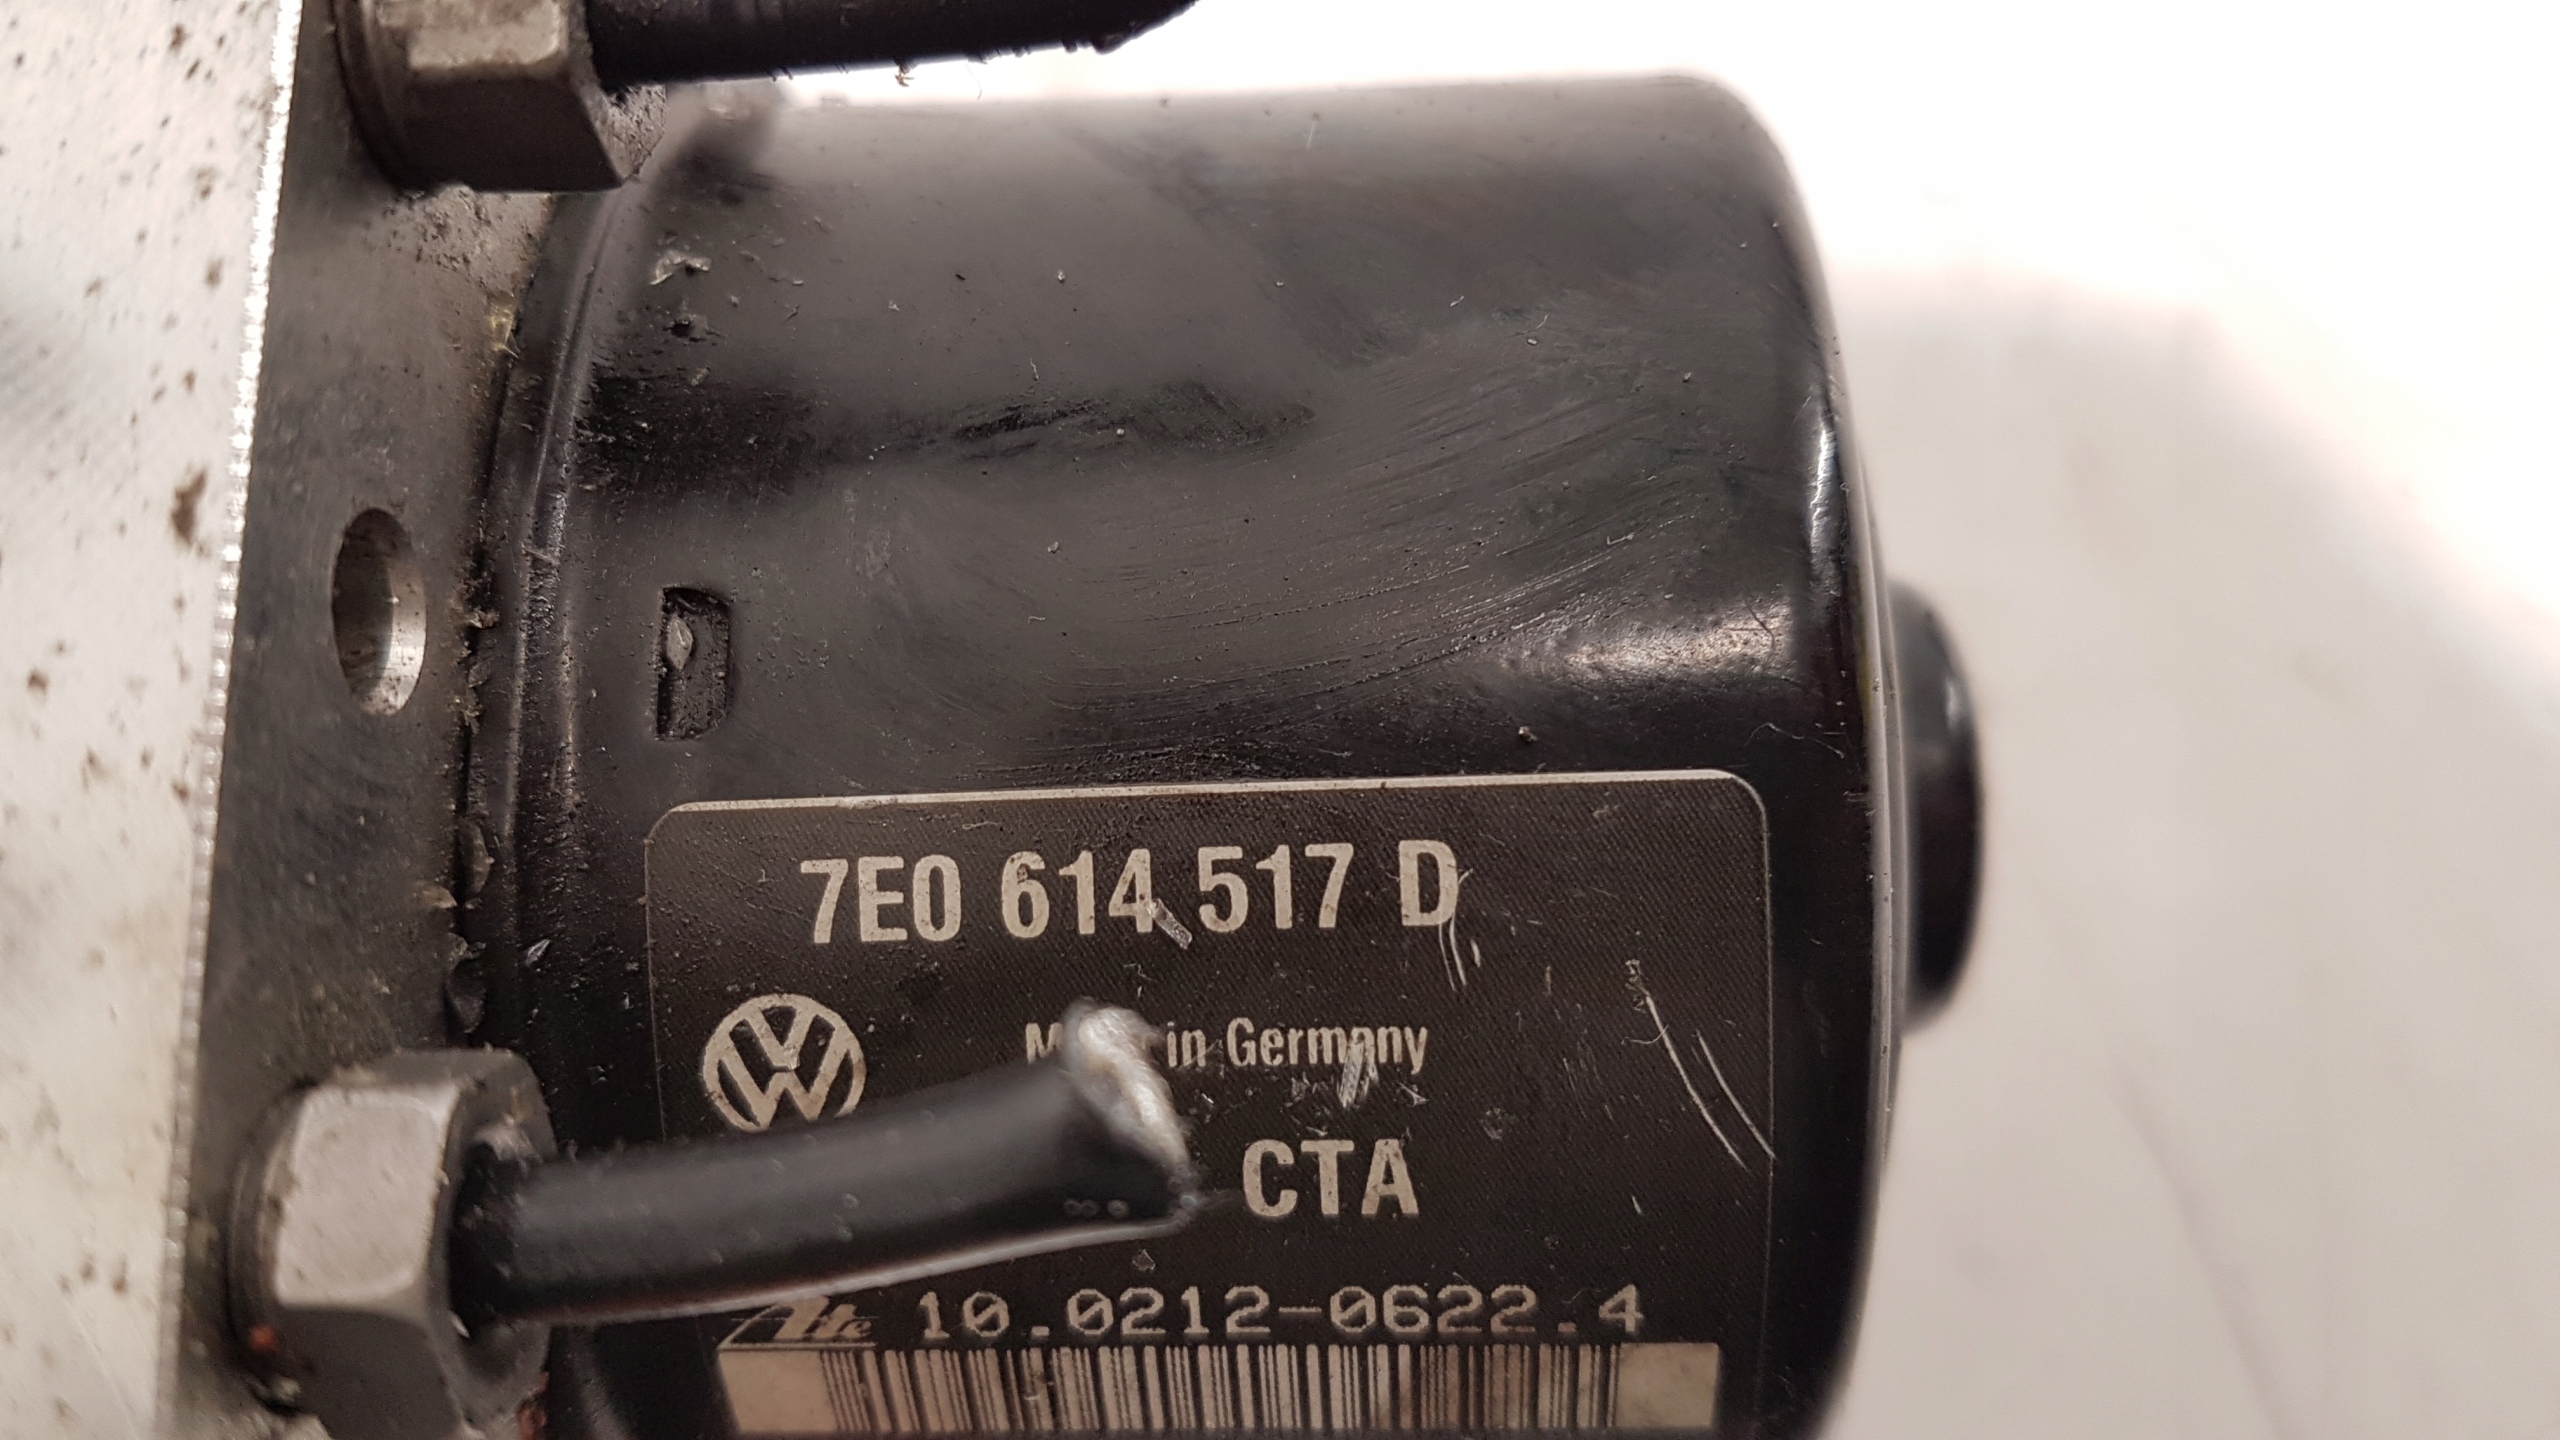 7E0 614 517 D
in Germany
CTA
Ate 10.0212-0622.4